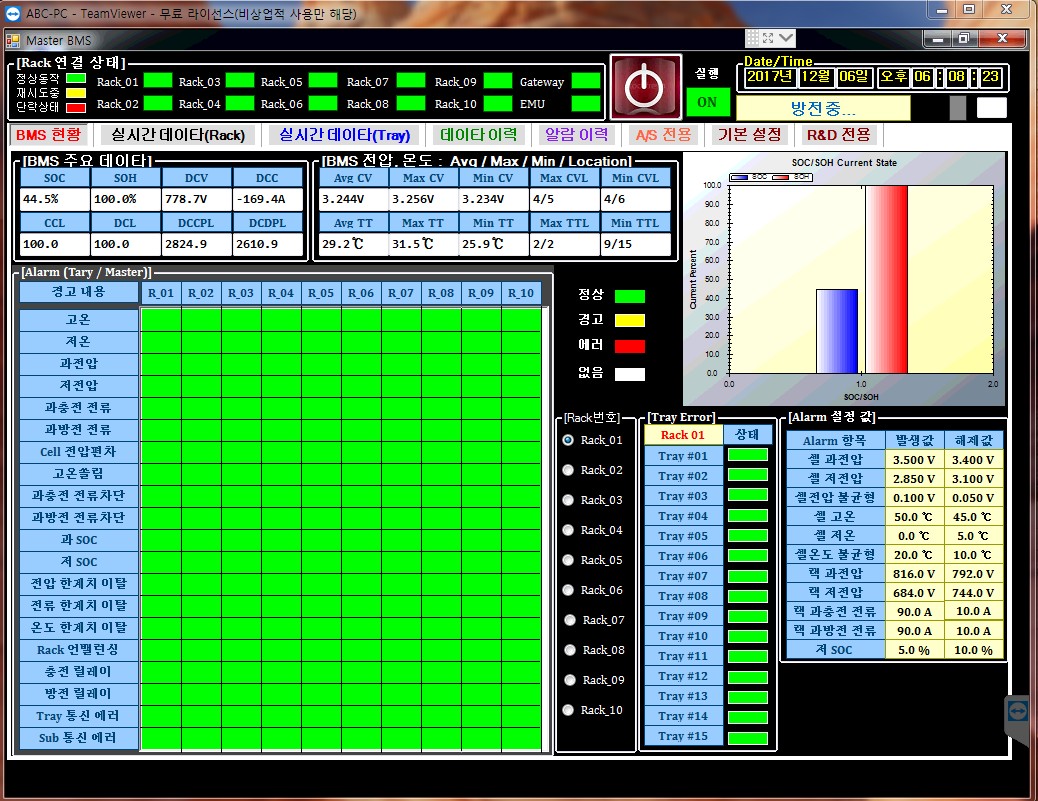 ABC-PC - TeamViewer - 무료 라이선스(비상업적 사용만 해당)
Master BMS
[Rack 연결 상태]
정상동작
재시도중
단락상태
Rack_01 Rack_03 Rack_05 Rack_07 Rack_09 Gateway
Rack_02 Rack_04 Rack_06 Rack_08 Rack_10 EMU
실행
ON
Date/Time
2017년 12월 06일 오후 06 : 08 : 23
방전중...
BMS 현황 실시간 데이타(Rack) 실시간 데이타(Tray) 데이타 이력 알람 이력 A/S 전용 기본 설정 R&D 전용
[BMS 주요 데이타]
SOC SOH DCV DCC
44.5% 100.0% 778.7V -169.4A
CCL DCL DCCPL DCDPL
100.0 100.0 2824.9 2610.9
[BMS 전압, 온도 : Avg / Max / Min / Location]
Avg CV Max CV Min CV Max CVL Min CVL
3.244V 3.256V 3.234V 4/5 4/6
Avg TT Max TT Min TT Max TTL Min TTL
29.2℃ 31.5℃ 25.9℃ 2/2 9/15
SOC/SOH Current State
SOC SOH
Current Percent
100.0
90.0
80.0
70.0
60.0
50.0
40.0
30.0
20.0
10.0
0.0
0.0 1.0 2.0
SOC/SOH
[Alarm (Tary / Master)]
경고 내용 R_01 R_02 R_03 R_04 R_05 R_06 R_07 R_08 R_09 R_10
고온
저온
과전압
저전압
과충전 전류
과방전 전류
Cell 전압편차
고온쏠림
과충전 전류차단
과방전 전류차단
과 SOC
저 SOC
전압 한계치 이탈
전류 한계치 이탈
온도 한계치 이탈
Rack 언밸런싱
충전 릴레이
방전 릴레이
Tray 통신 에러
Sub 통신 에러
정상
경고
에러
없음
[Rack번호]
Rack_01
Rack_02
Rack_03
Rack_04
Rack_05
Rack_06
Rack_07
Rack_08
Rack_09
Rack_10
[Tray Error]
Rack 01 상태
Tray #01
Tray #02
Tray #03
Tray #04
Tray #05
Tray #06
Tray #07
Tray #08
Tray #09
Tray #10
Tray #11
Tray #12
Tray #13
Tray #14
Tray #15
[Alarm 설정 값]
Alarm 항목 발생값 해제값
셀 과전압 3.500 V 3.400 V
셀 저전압 2.850 V 3.100 V
셀전압 불균형 0.100 V 0.050 V
셀 고온 50.0 ℃ 45.0 ℃
셀 저온 0.0 ℃ 5.0 ℃
셀온도 불균형 20.0 ℃ 10.0 ℃
랙 과전압 816.0 V 792.0 V
랙 저전압 684.0 V 744.0 V
랙 과충전 전류 90.0 A 10.0 A
랙 과방전 전류 90.0 A 10.0 A
저 SOC 5.0 % 10.0 %